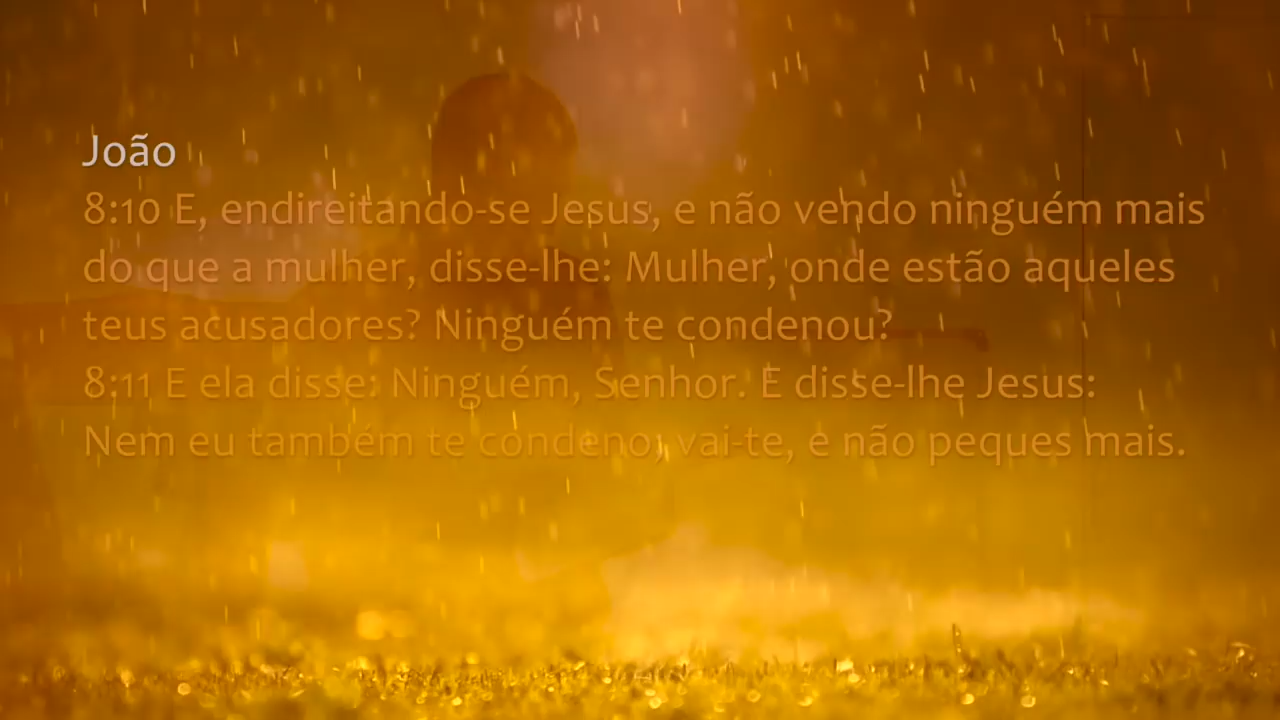 João
8:10 E, endireitando-se Jesus, e não vendo ninguém mais
do que a mulher, disse-lhe: Mulher, onde estão aqueles
teus acusadores? Ninguém te condenou?
8:11 E ela disse: Ninguém, Senhor. E disse-lhe Jesus:
Nem eu também te condeno; vai-te, e não peques mais.